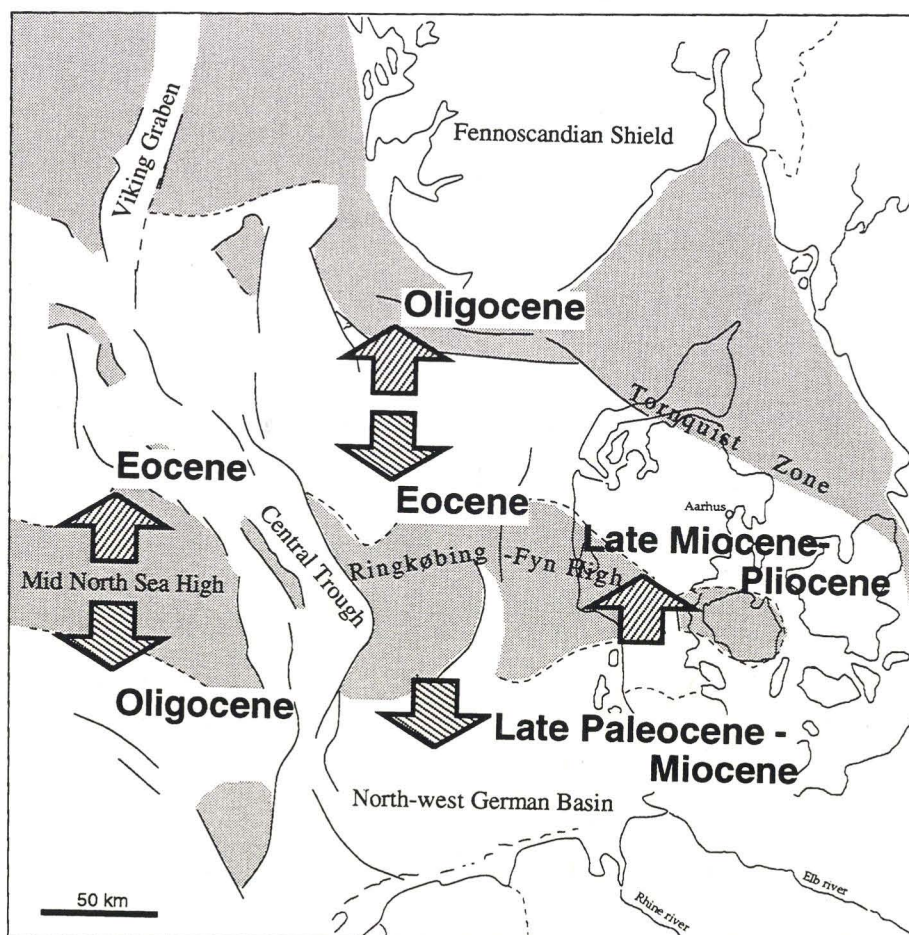 Viking Graben
Fennoscandian Shield
Oligocene
Tørnquist Zone
Eocene
Eocene
Aarhus
Central Trough
Ringkøbing -Fyn High
Late Miocene-
Pliocene
Mid North Sea High
Oligocene
Late Paleocene -
Miocene
North-west German Basin
50 km
Elb river
Rhine river